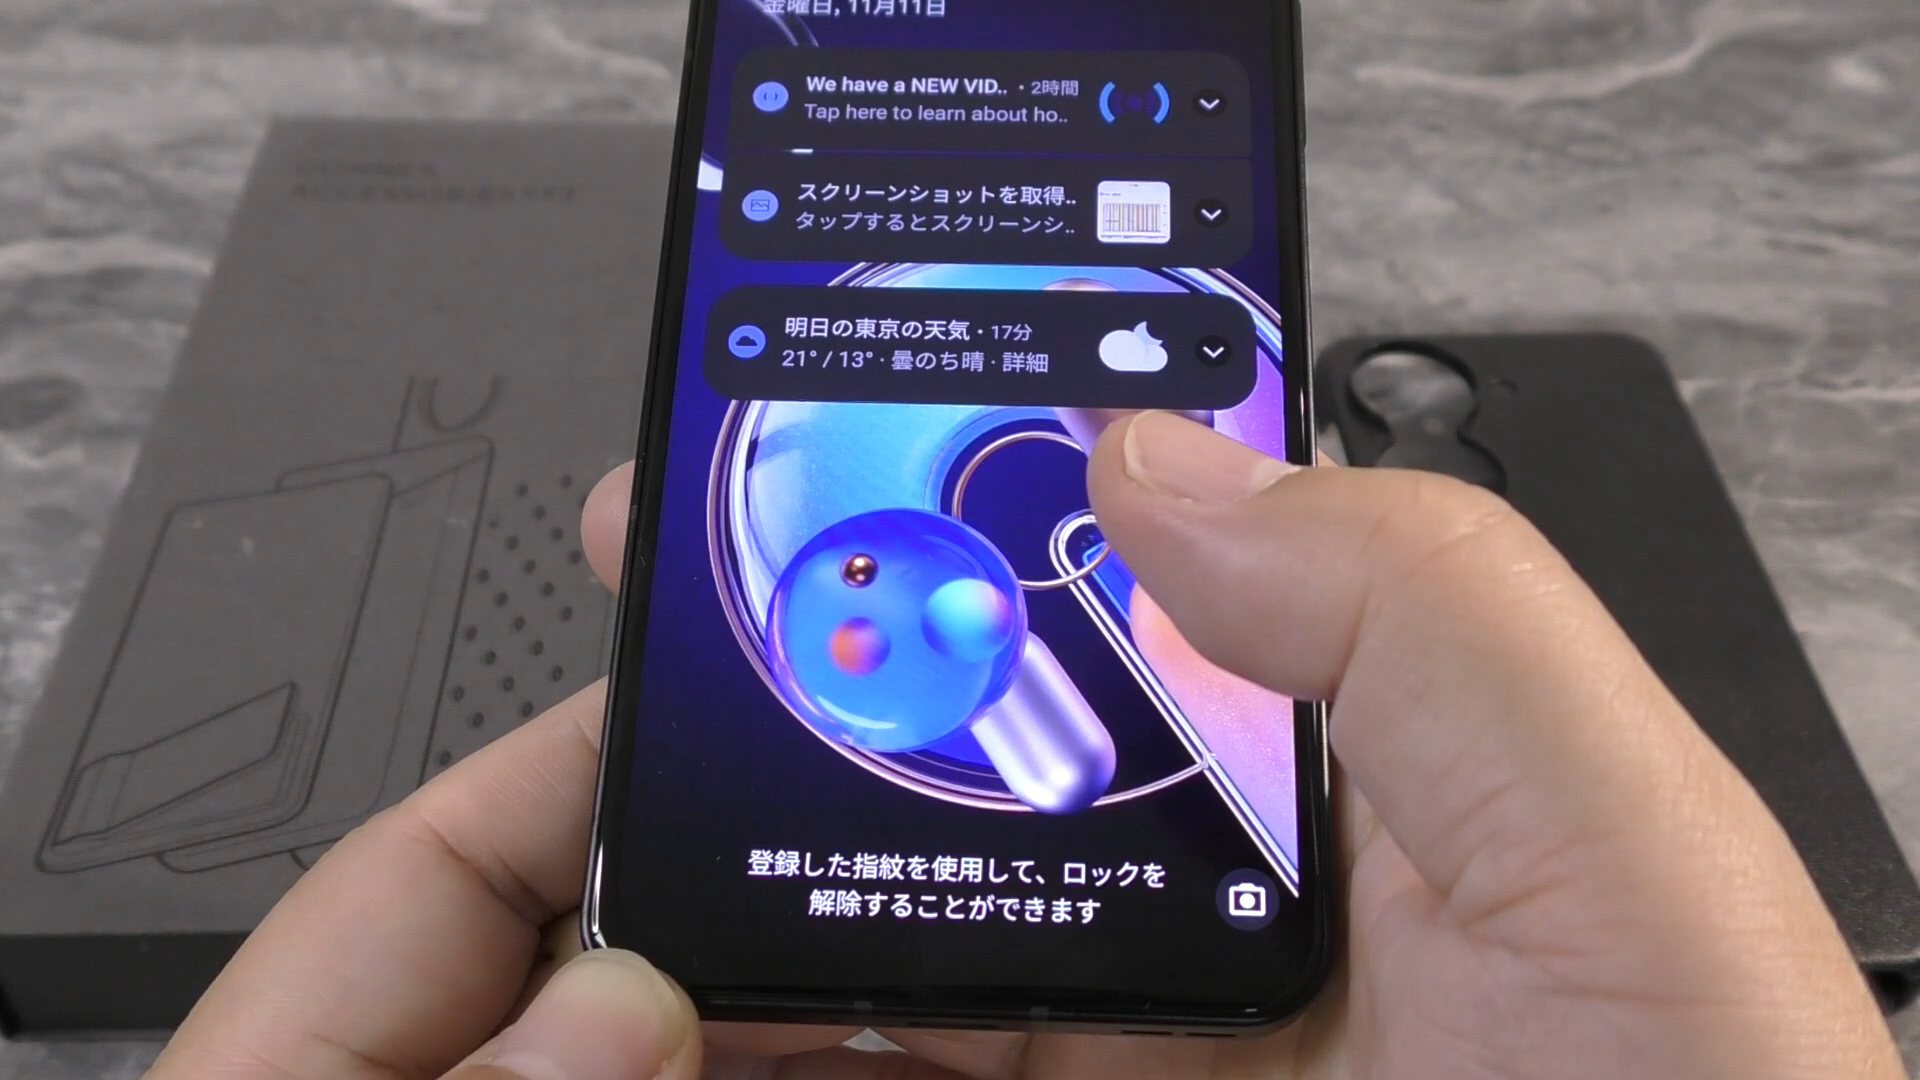 金曜日, 11月11日
We have a NEW VID.. • 2時間
Tap here to learn about ho..
スクリーンショットを取得..
タップするとスクリーンシ..
明日の東京の天気 • 17分
21° / 13° · 曇のち晴 · 詳細
登録した指紋を使用して、ロックを
解除することができます